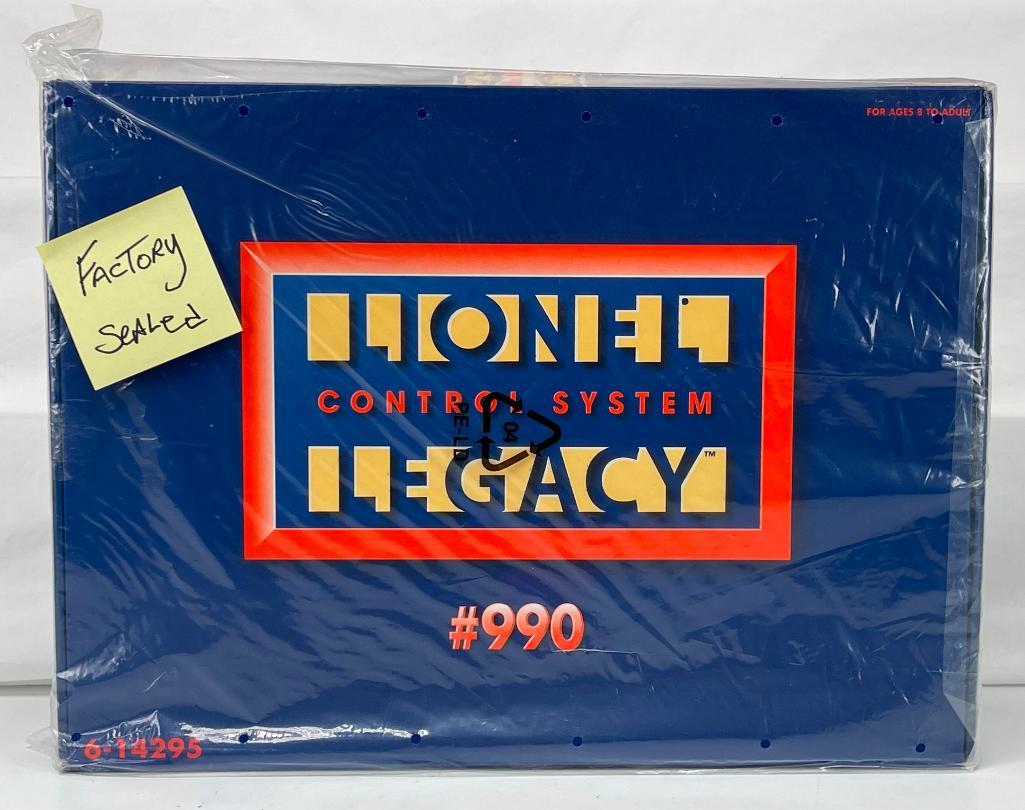 FOR AGES 8 TO ADULT
FACTORY
SEALED
LIONEL
CONTROL SYSTEM
PE-LD
04
LEGACY™
#990
6-14295